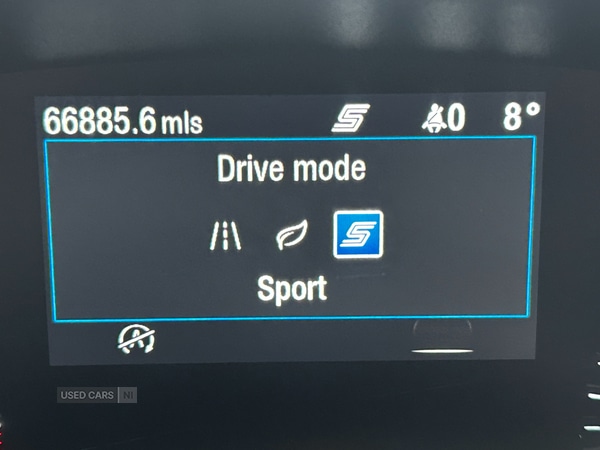 66885.6 mls 0 8°
Drive mode
S
Sport
A
USED CARS NI